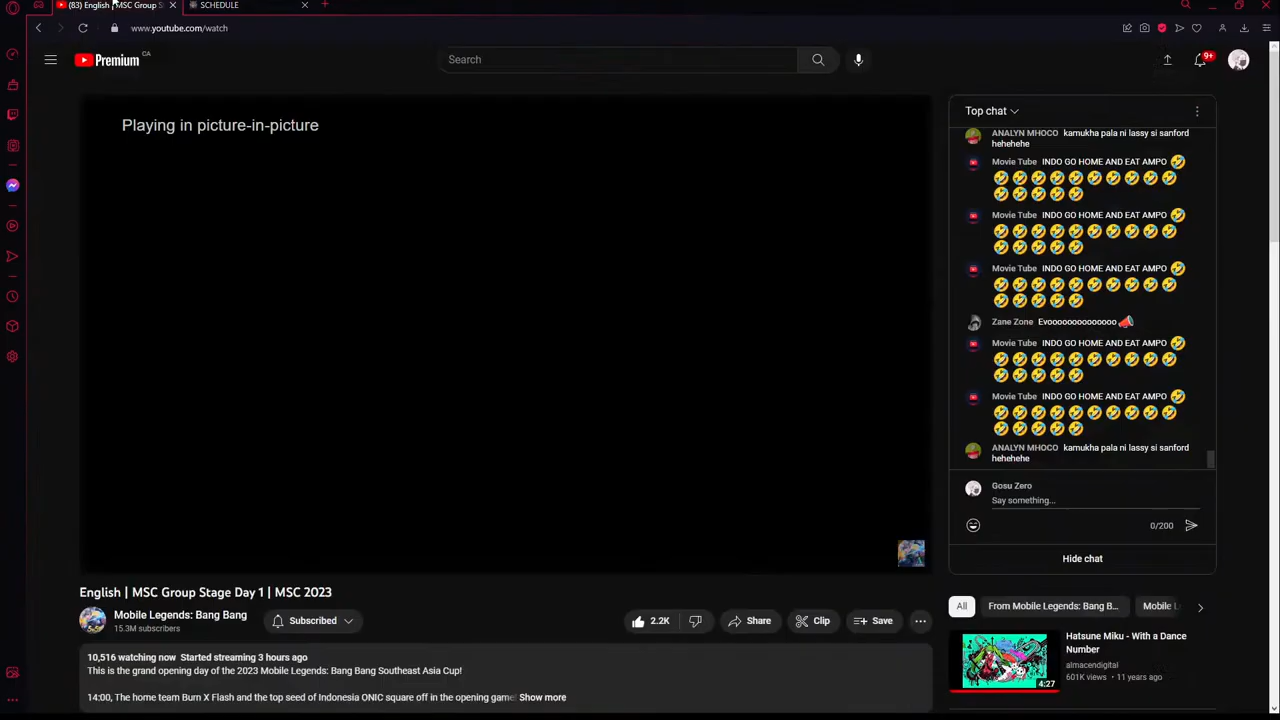 (83) English | MSC Group S
SCHEDULE
www.youtube.com/watch
Premium CA
Search
9+
Playing in picture-in-picture
Top chat
ANALYN MHOCO kamukha pala ni lassy si sanford
hehehehe
Movie Tube INDO GO HOME AND EAT AMPO 🤣
🤣🤣🤣🤣🤣🤣🤣🤣🤣🤣
🤣🤣🤣🤣🤣
Movie Tube INDO GO HOME AND EAT AMPO 🤣
🤣🤣🤣🤣🤣🤣🤣🤣🤣🤣
🤣🤣🤣🤣🤣
Movie Tube INDO GO HOME AND EAT AMPO 🤣
🤣🤣🤣🤣🤣🤣🤣🤣🤣🤣
🤣🤣🤣🤣🤣
Zane Zone Evoooooooooooooo 📣
Movie Tube INDO GO HOME AND EAT AMPO 🤣
🤣🤣🤣🤣🤣🤣🤣🤣🤣🤣
🤣🤣🤣🤣🤣
Movie Tube INDO GO HOME AND EAT AMPO 🤣
🤣🤣🤣🤣🤣🤣🤣🤣🤣🤣
🤣🤣🤣🤣🤣
ANALYN MHOCO kamukha pala ni lassy si sanford
hehehehe
Gosu Zero
Say something...
0/200
Hide chat
English | MSC Group Stage Day 1 | MSC 2023
Mobile Legends: Bang Bang
15.3M subscribers
Subscribed
2.2K
Share
Clip
Save
10,516 watching now Started streaming 3 hours ago
This is the grand opening day of the 2023 Mobile Legends: Bang Bang Southeast Asia Cup!
14:00, The home team Burn X Flash and the top seed of Indonesia ONIC square off in the opening game Show more
All
From Mobile Legends: Bang B...
Mobile L
Hatsune Miku - With a Dance
Number
almacendigital
601K views • 11 years ago
4:27